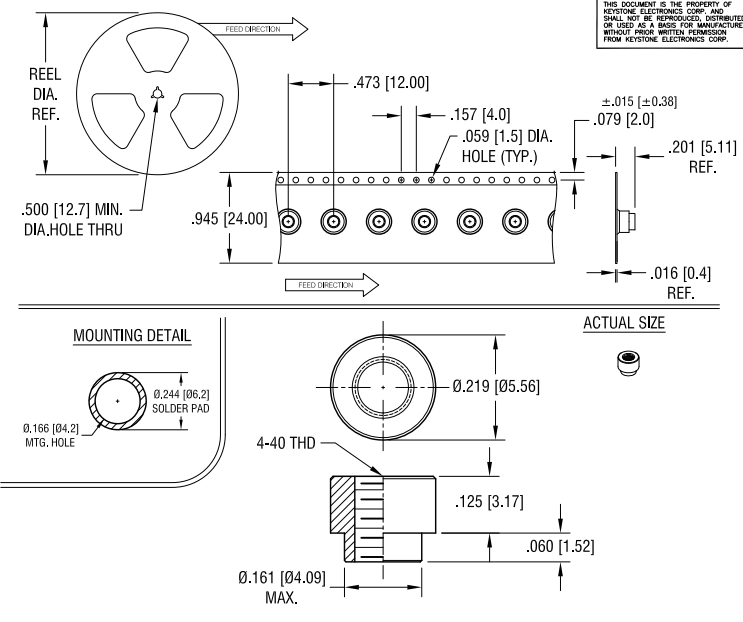 THIS DOCUMENT IS THE PROPERTY OF
KEYSTONE ELECTRONICS CORP. AND
SHALL NOT BE REPRODUCED, DISTRIBUTED
OR USED AS A BASIS FOR MANUFACTURE
WITHOUT PRIOR WRITTEN PERMISSION
FROM KEYSTONE ELECTRONICS CORP.
FEED DIRECTION
REEL
DIA.
REF.
.500 [12.7] MIN.
DIA.HOLE THRU
.473 [12.00]
.157 [4.0]
.059 [1.5] DIA.
HOLE (TYP.)
.945 [24.00]
FEED DIRECTION
±.015 [±0.38]
.079 [2.0]
.201 [5.11]
REF.
.016 [0.4]
REF.
MOUNTING DETAIL
Ø.244 [Ø6.2]
SOLDER PAD
Ø.166 [Ø4.2]
MTG. HOLE
ACTUAL SIZE
Ø.219 [Ø5.56]
4-40 THD
.125 [3.17]
.060 [1.52]
Ø.161 [Ø4.09]
MAX.